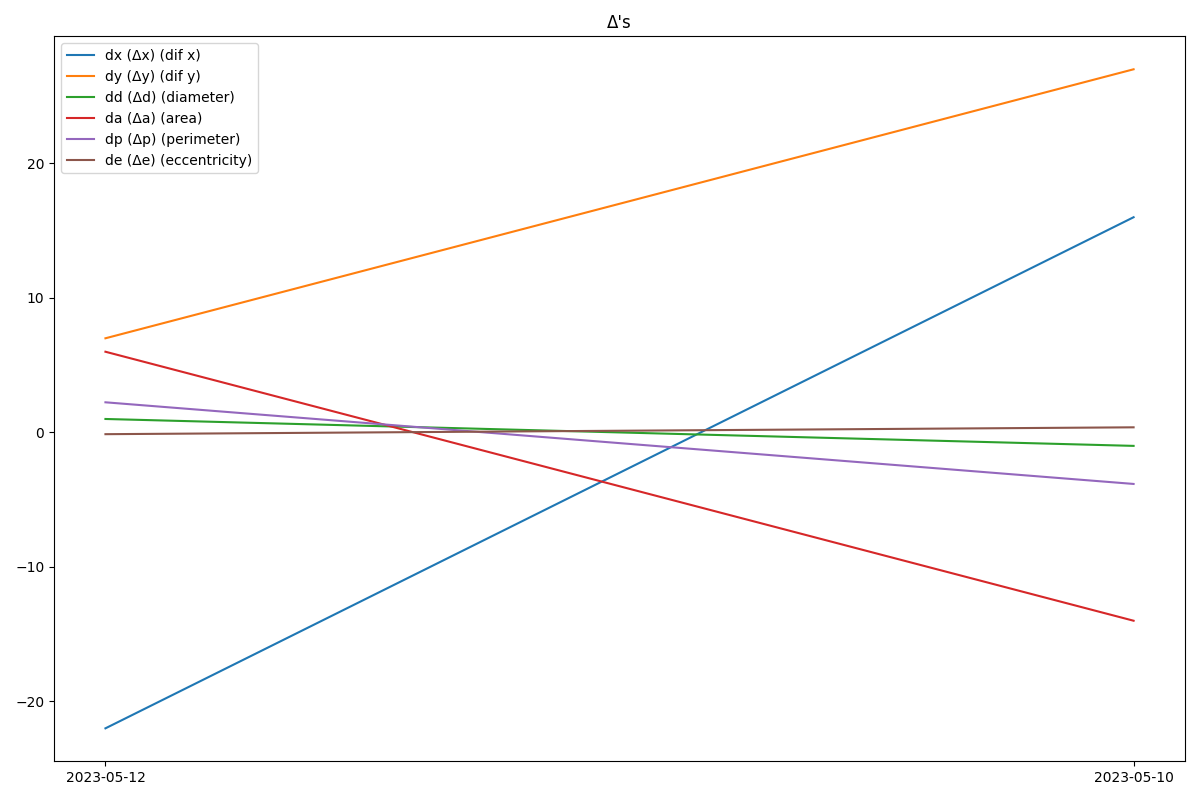 Δ's
dx (Δx) (dif x)
dy (Δy) (dif y)
dd (Δd) (diameter)
da (Δa) (area)
dp (Δp) (perimeter)
de (Δe) (eccentricity)
20
10
0
−10
−20
2023-05-12
2023-05-10